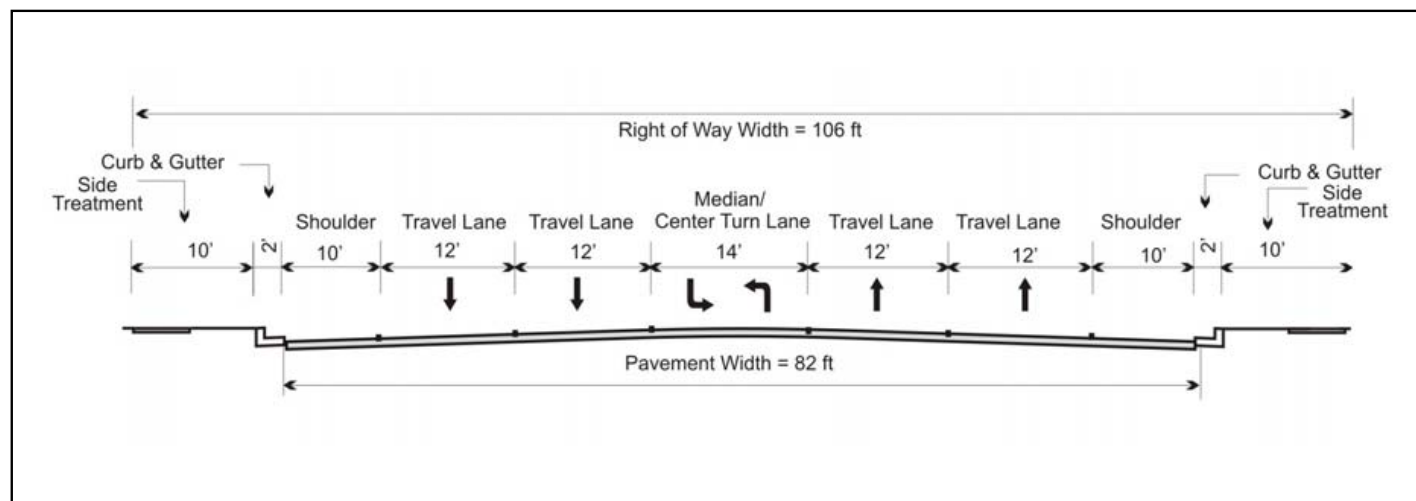 Right of Way Width = 106 ft
Curb & Gutter
Side
Treatment
Curb & Gutter
Side
Treatment
Shoulder
Travel Lane
Travel Lane
Median/
Center Turn Lane
Travel Lane
Travel Lane
Shoulder
10'
2'
10'
12'
12'
14'
12'
12'
10'
2'
10'
Pavement Width = 82 ft